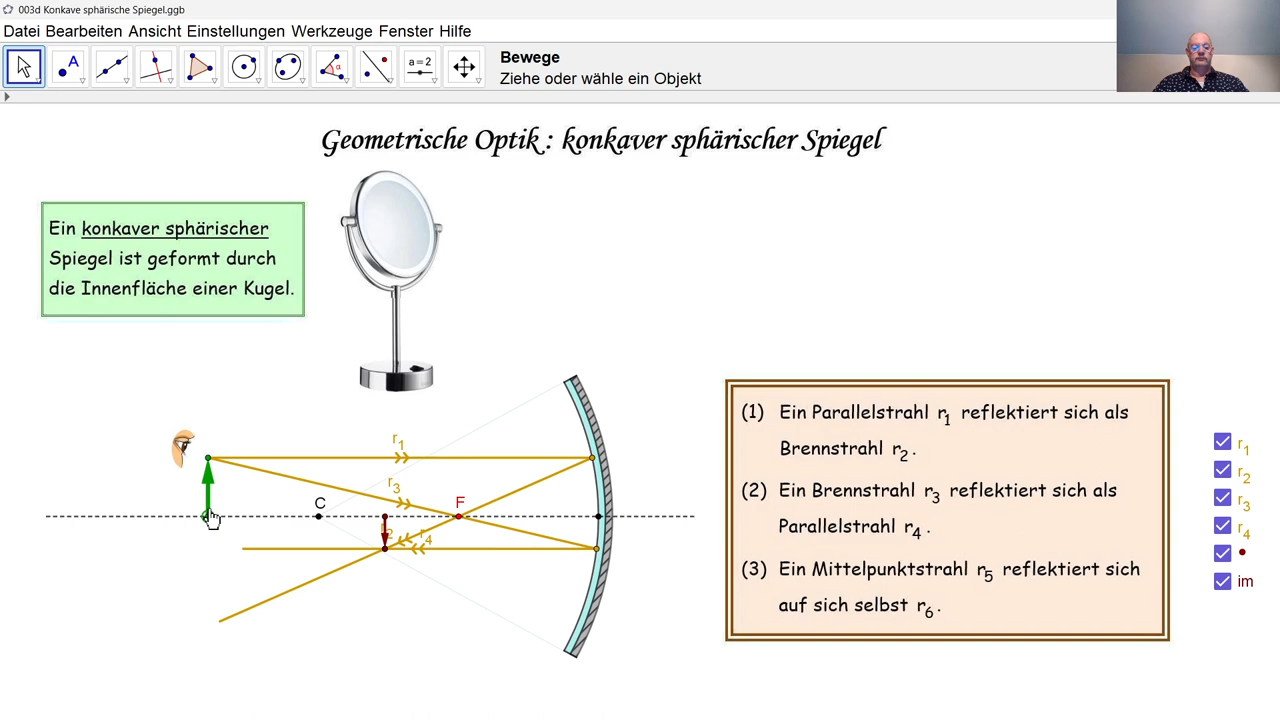 003d Konkave sphärische Spiegel.ggb
Datei Bearbeiten Ansicht Einstellungen Werkzeuge Fenster Hilfe
A
α
a=2
Bewege
Ziehe oder wähle ein Objekt
Geometrische Optik : konkaver sphärischer Spiegel
Ein konkaver sphärischer
Spiegel ist geformt durch
die Innenfläche einer Kugel.
r1
r3
C
F
r2
r4
(1) Ein Parallelstrahl r1 reflektiert sich als
Brennstrahl r2.
(2) Ein Brennstrahl r3 reflektiert sich als
Parallelstrahl r4.
(3) Ein Mittelpunktstrahl r5 reflektiert sich
auf sich selbst r6.
r1
r2
r3
r4
im